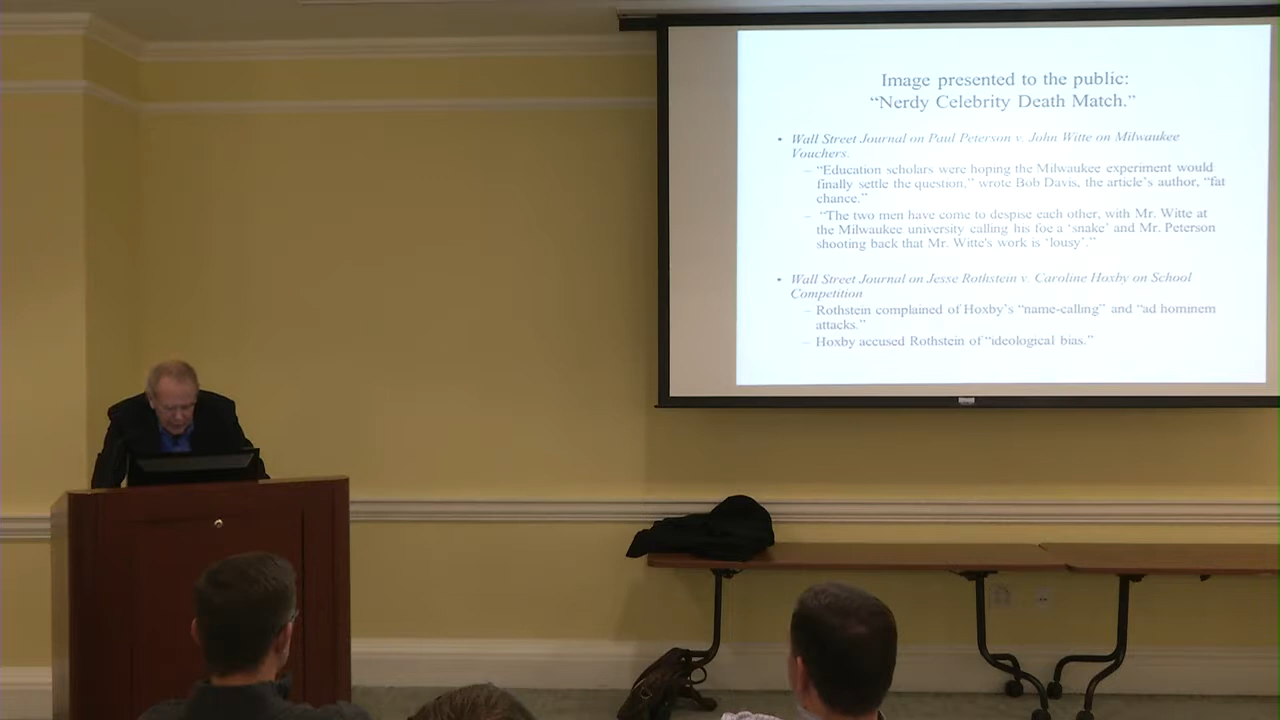 Image presented to the public:
“Nerdy Celebrity Death Match.”
• Wall Street Journal on Paul Peterson v. John Witte on Milwaukee
Vouchers.
– “Education scholars were hoping the Milwaukee experiment would
finally settle the question,” wrote Bob Davis, the article’s author, “fat
chance.”
– “The two men have come to despise each other, with Mr. Witte at
the Milwaukee university calling his foe a ‘snake’ and Mr. Peterson
shooting back that Mr. Witte's work is ‘lousy’.”
• Wall Street Journal on Jesse Rothstein v. Caroline Hoxby on School
Competition
– Rothstein complained of Hoxby’s “name-calling” and “ad hominem
attacks.”
– Hoxby accused Rothstein of “ideological bias.”